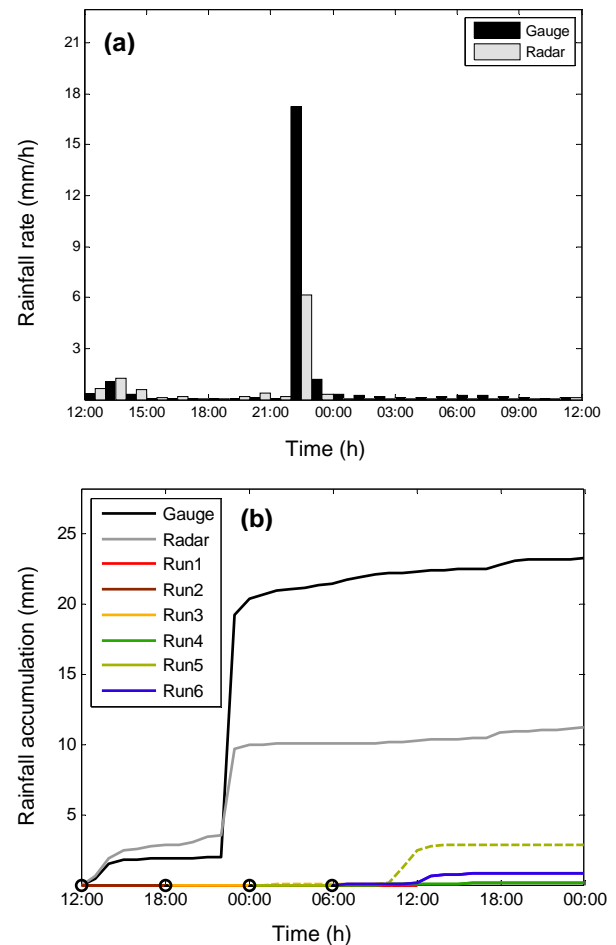 (a)
Gauge
Radar
Rainfall rate (mm/h)
21
18
15
12
9
6
3
12:00 15:00 18:00 21:00 00:00 03:00 06:00 09:00 12:00
Time (h)
(b)
Gauge
Radar
Run1
Run2
Run3
Run4
Run5
Run6
Rainfall accumulation (mm)
25
20
15
10
5
12:00 18:00 00:00 06:00 12:00 18:00 00:00
Time (h)